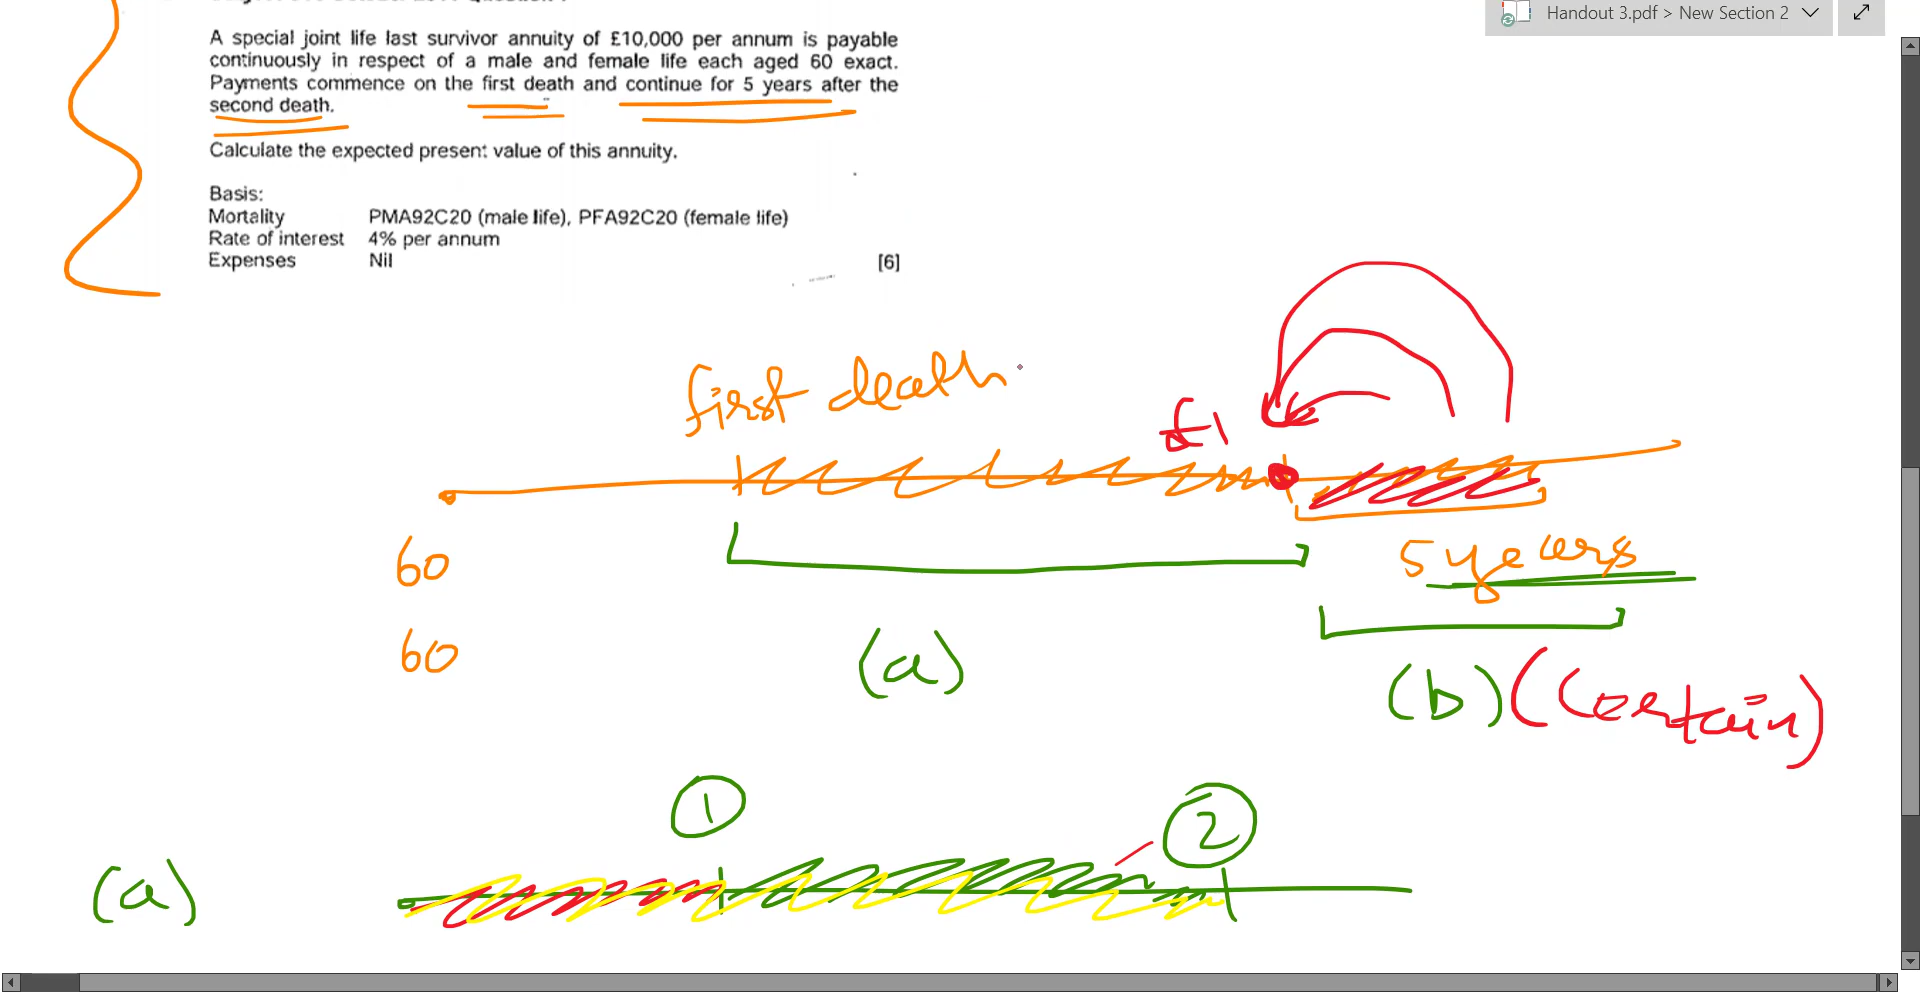 Handout 3.pdf > New Section 2
A special joint life last survivor annuity of £10,000 per annum is payable
continuously in respect of a male and female life each aged 60 exact.
Payments commence on the first death and continue for 5 years after the
second death.
Calculate the expected present value of this annuity.
Basis:
Mortality PMA92C20 (male life), PFA92C20 (female life)
Rate of interest 4% per annum
Expenses Nil [6]
first death
£1
60
5 years
60
(a)
(b) (Certain)
1
2
(a)